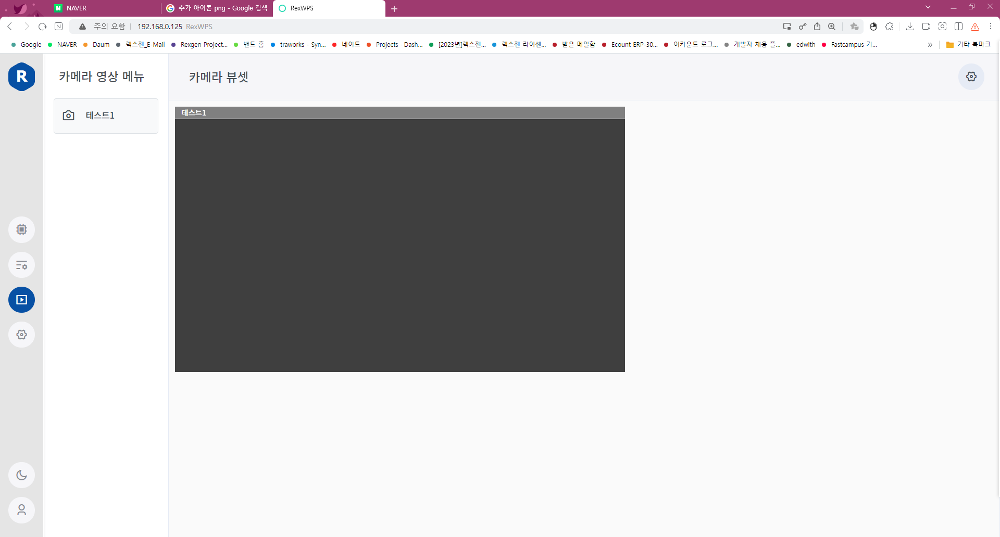 NAVER
추가 아이콘 png - Google 검색
RexWPS
N
주의 요함
192.168.0.125 RexWPS
Google
NAVER
Daum
렉스젠_E-Mail
Rexgen Project...
밴드 홈
traworks - Syn...
네이트
Projects · Dash...
[2023년]렉스젠...
렉스젠 라이센...
받은 메일함
Ecount ERP-30...
이카운트 로그...
개발자 채용 플...
edwith
Fastcampus 기...
»
기타 북마크
R
카메라 영상 메뉴
카메라 뷰셋
테스트1
테스트1